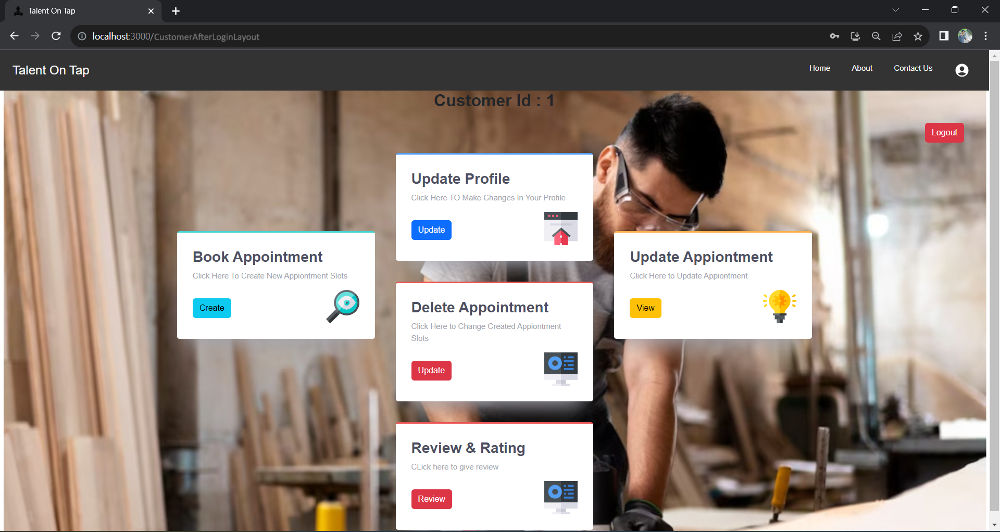 Talent On Tap
localhost:3000/CustomerAfterLoginLayout
Talent On Tap
Home
About
Contact Us
Customer Id : 1
Logout
Update Profile
Click Here TO Make Changes In Your Profile
Update
Book Appointment
Click Here To Create New Appiontment Slots
Create
Update Appiontment
Click Here to Update Appiontment
View
Delete Appointment
Click Here to Change Created Appiontment
Slots
Update
Review & Rating
CLick here to give review
Review